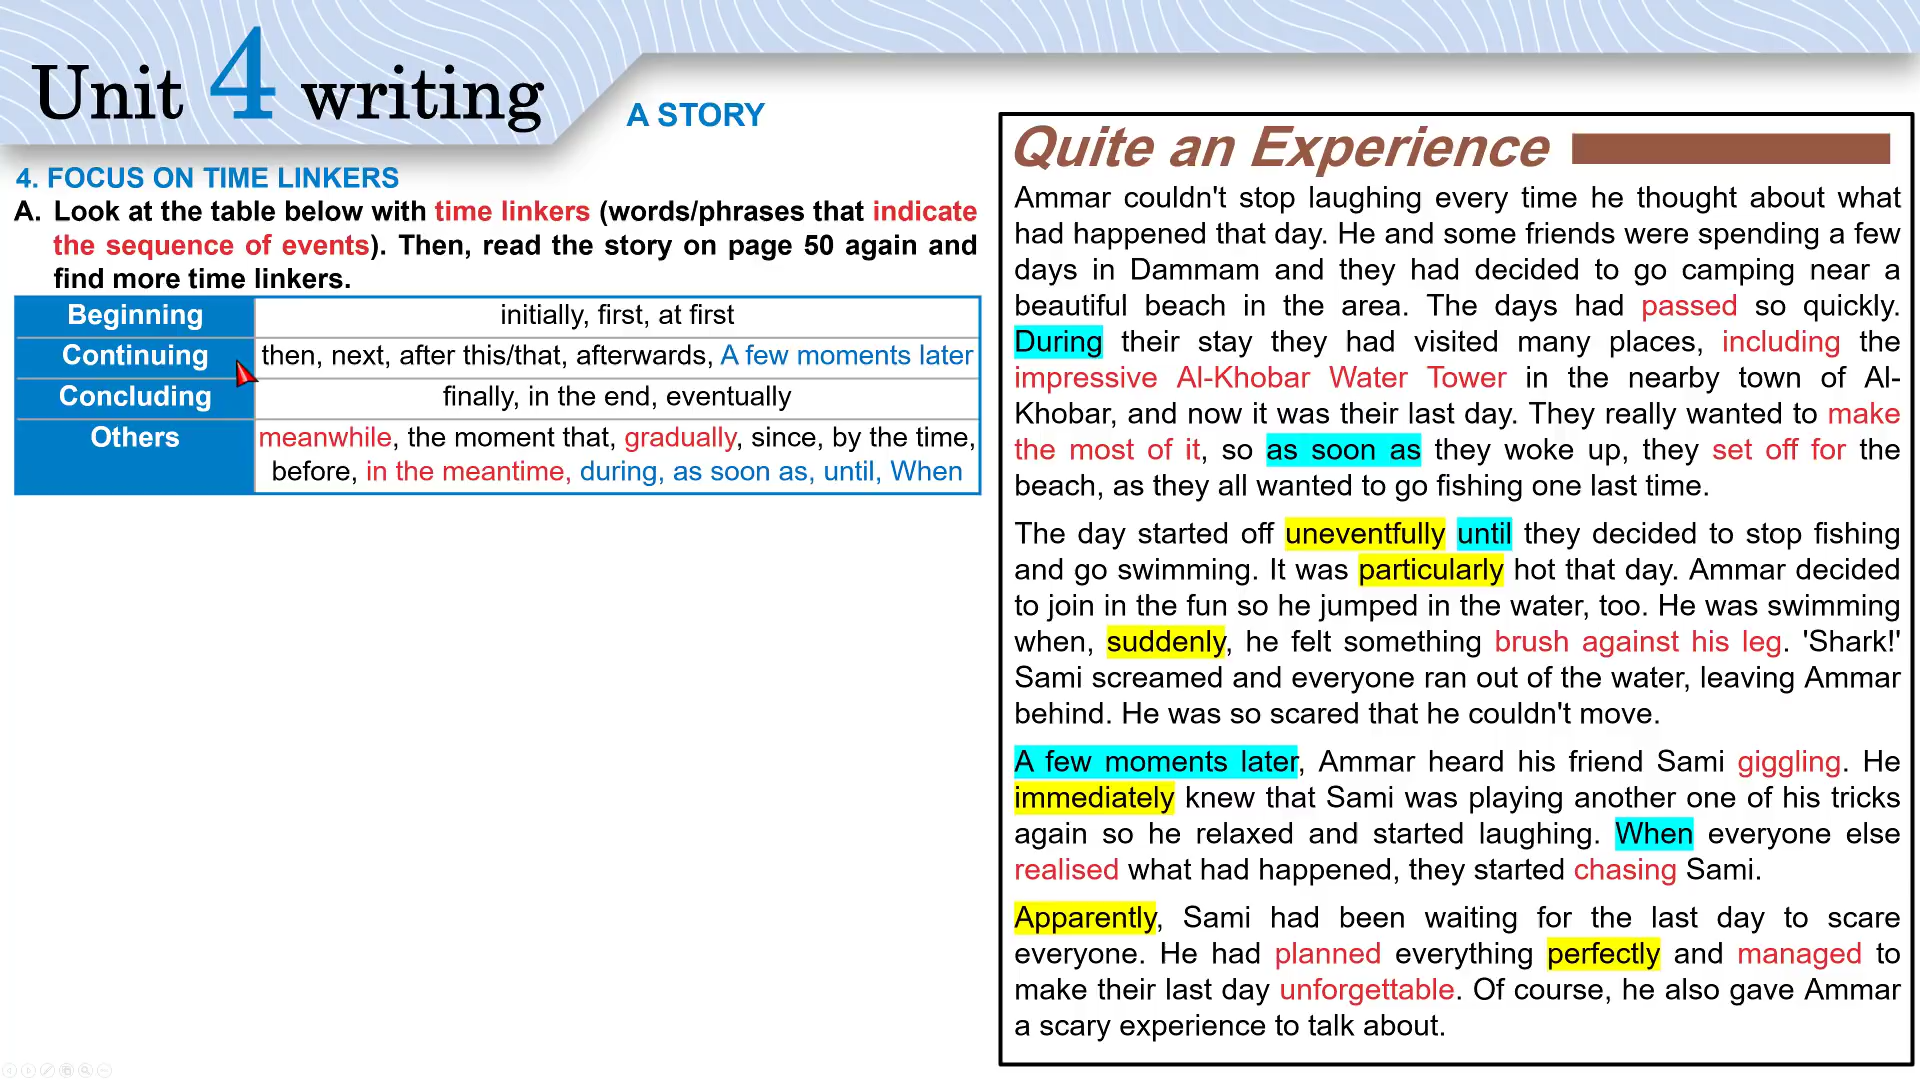 Unit 4 writing
A STORY
4. FOCUS ON TIME LINKERS
A. Look at the table below with time linkers (words/phrases that indicate
the sequence of events). Then, read the story on page 50 again and
find more time linkers.
Beginning initially, first, at first
Continuing then, next, after this/that, afterwards, A few moments later
Concluding finally, in the end, eventually
Others meanwhile, the moment that, gradually, since, by the time,
before, in the meantime, during, as soon as, until, When
Quite an Experience
Ammar couldn't stop laughing every time he thought about what
had happened that day. He and some friends were spending a few
days in Dammam and they had decided to go camping near a
beautiful beach in the area. The days had passed so quickly.
During their stay they had visited many places, including the
impressive Al-Khobar Water Tower in the nearby town of Al-
Khobar, and now it was their last day. They really wanted to make
the most of it, so as soon as they woke up, they set off for the
beach, as they all wanted to go fishing one last time.
The day started off uneventfully until they decided to stop fishing
and go swimming. It was particularly hot that day. Ammar decided
to join in the fun so he jumped in the water, too. He was swimming
when, suddenly, he felt something brush against his leg. 'Shark!'
Sami screamed and everyone ran out of the water, leaving Ammar
behind. He was so scared that he couldn't move.
A few moments later, Ammar heard his friend Sami giggling. He
immediately knew that Sami was playing another one of his tricks
again so he relaxed and started laughing. When everyone else
realised what had happened, they started chasing Sami.
Apparently, Sami had been waiting for the last day to scare
everyone. He had planned everything perfectly and managed to
make their last day unforgettable. Of course, he also gave Ammar
a scary experience to talk about.